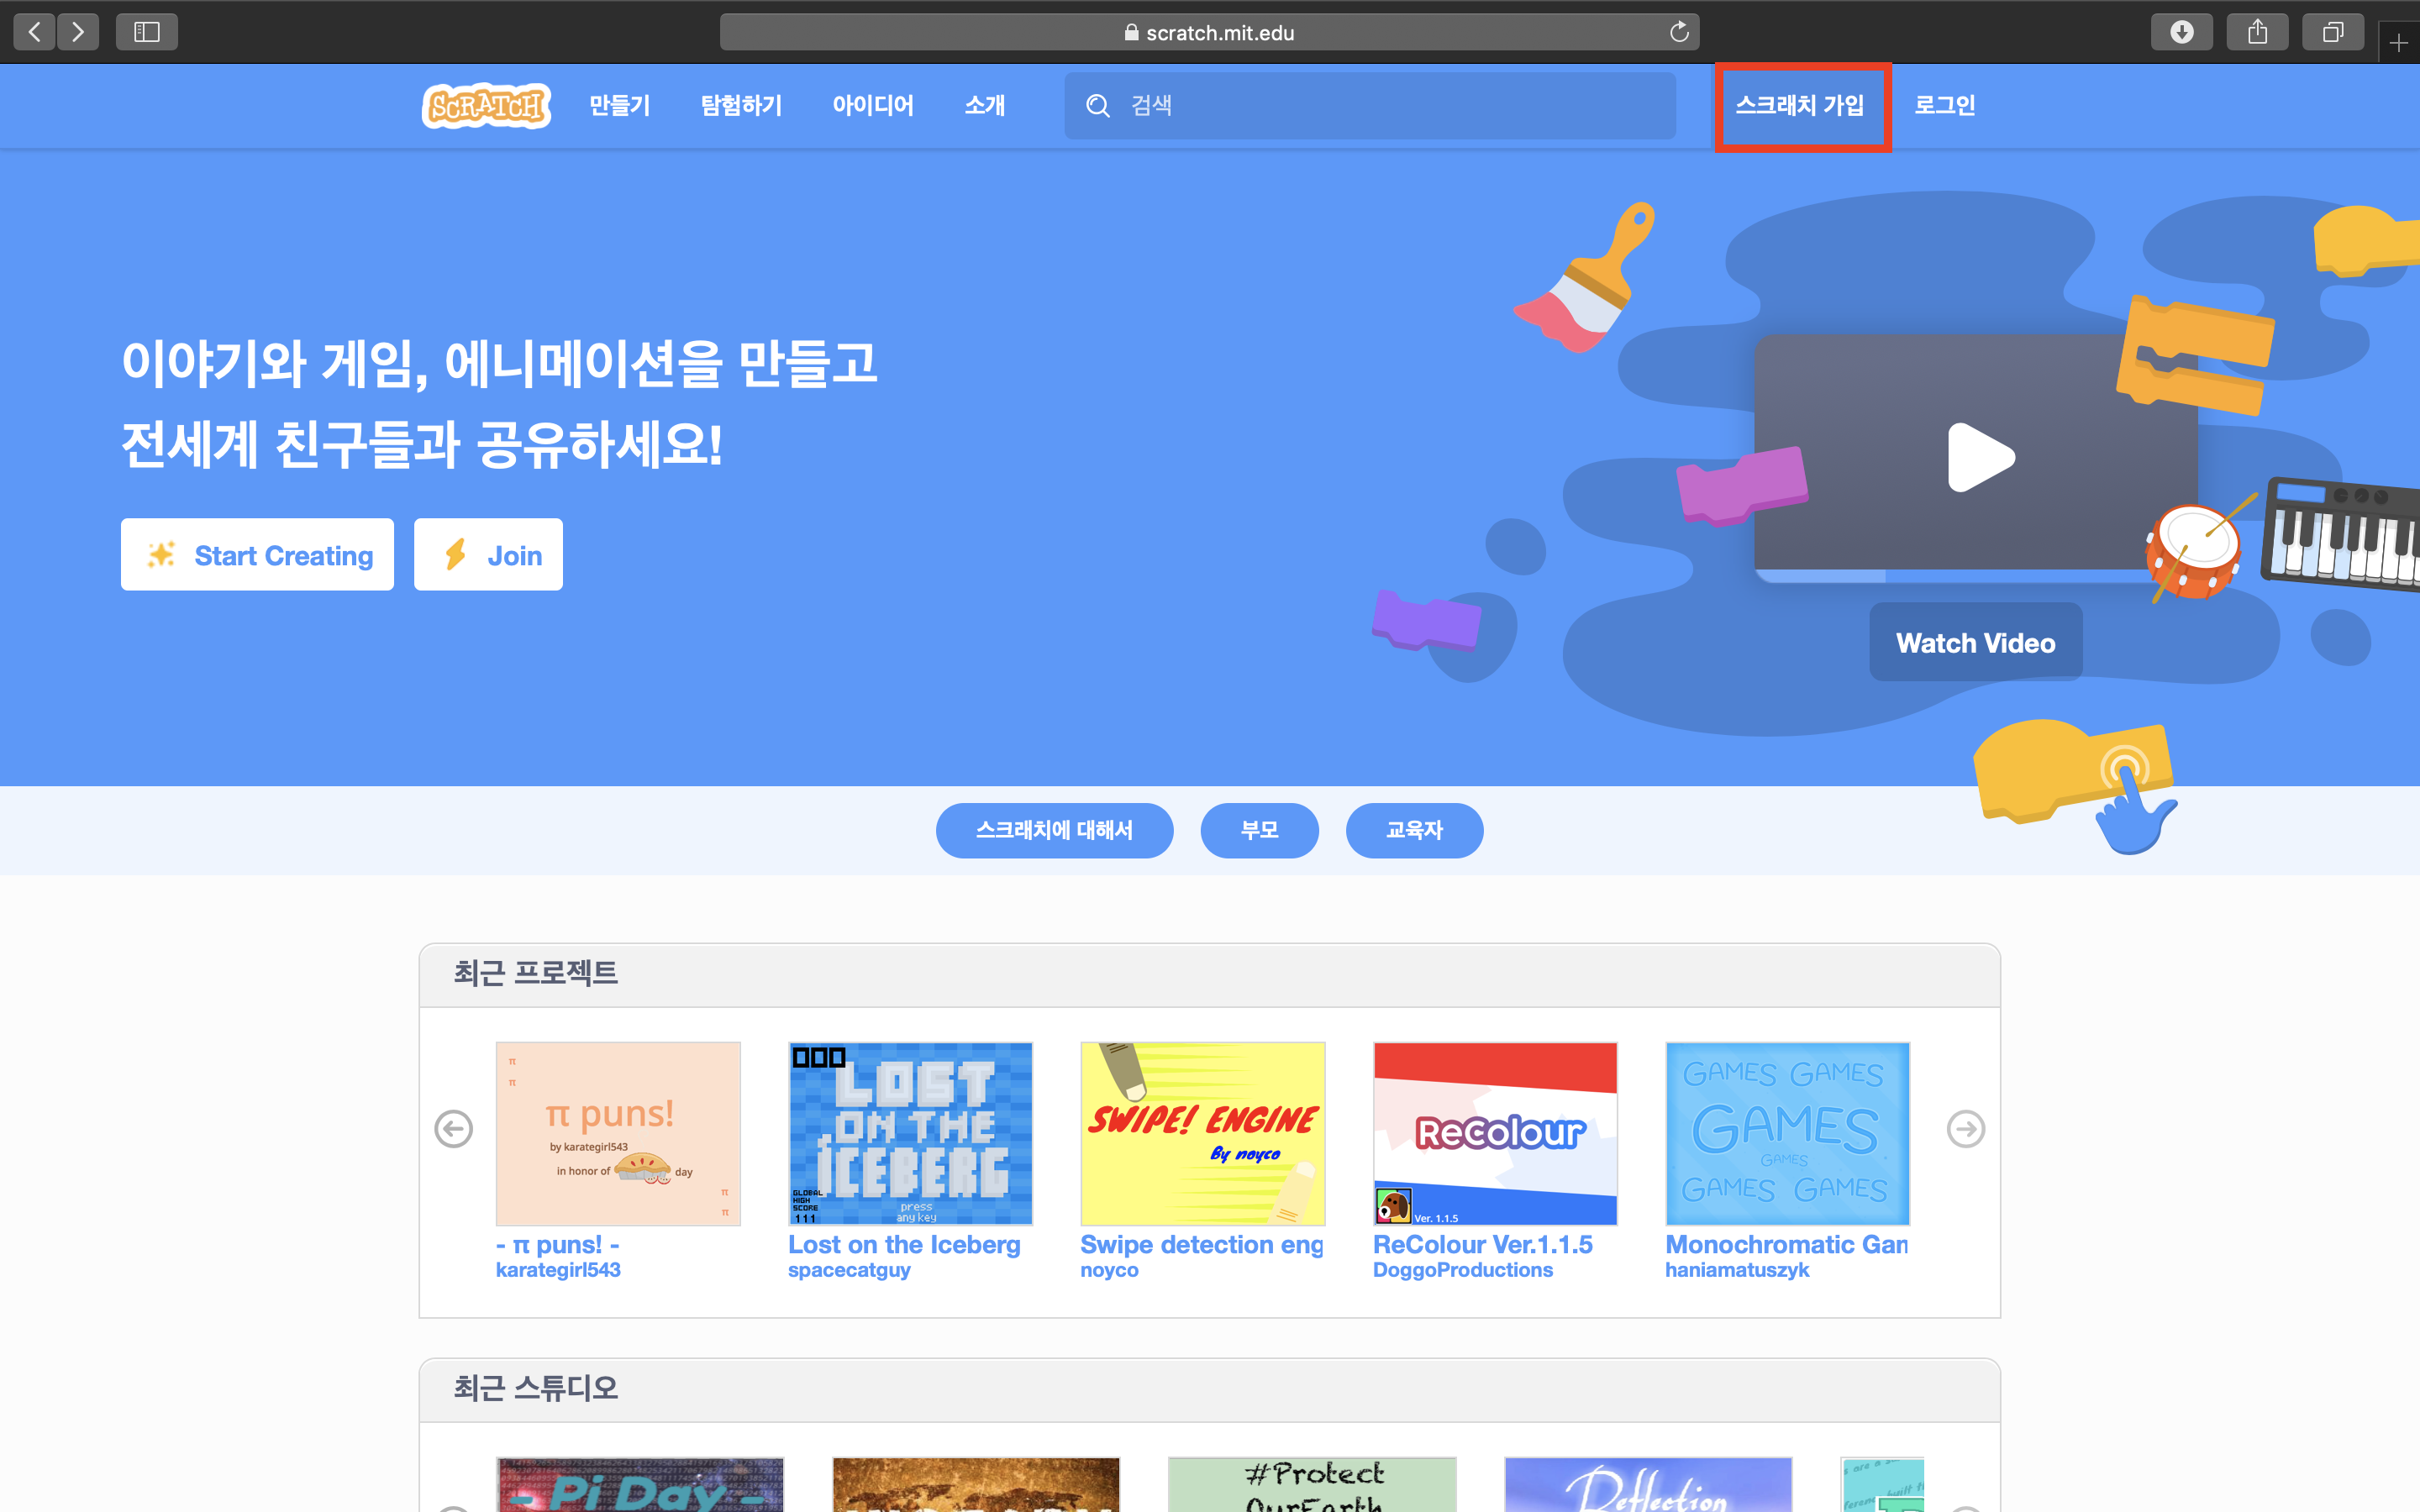 scratch.mit.edu
SCRATCH 만들기 탐험하기 아이디어 소개 검색 스크래치 가입 로그인
이야기와 게임, 에니메이션을 만들고
전세계 친구들과 공유하세요!
Start Creating Join
Watch Video
스크래치에 대해서 부모 교육자
최근 프로젝트
π
π
π puns!
by karategirl543
in honor of day
π
π
LOST
ON THE
ICEBERG
GLOBAL
HIGH
SCORE
111
press
any key
SWIPE! ENGINE
By noyco
ReColour
Ver. 1.1.5
GAMES GAMES
GAMES
GAMES
GAMES GAMES
- π puns! -
karategirl543
Lost on the Iceberg
spacecatguy
Swipe detection eng
noyco
ReColour Ver.1.1.5
DoggoProductions
Monochromatic Gam
haniamatuszyk
최근 스튜디오
- Pi Day -
#Protect
OurEarth
Reflection